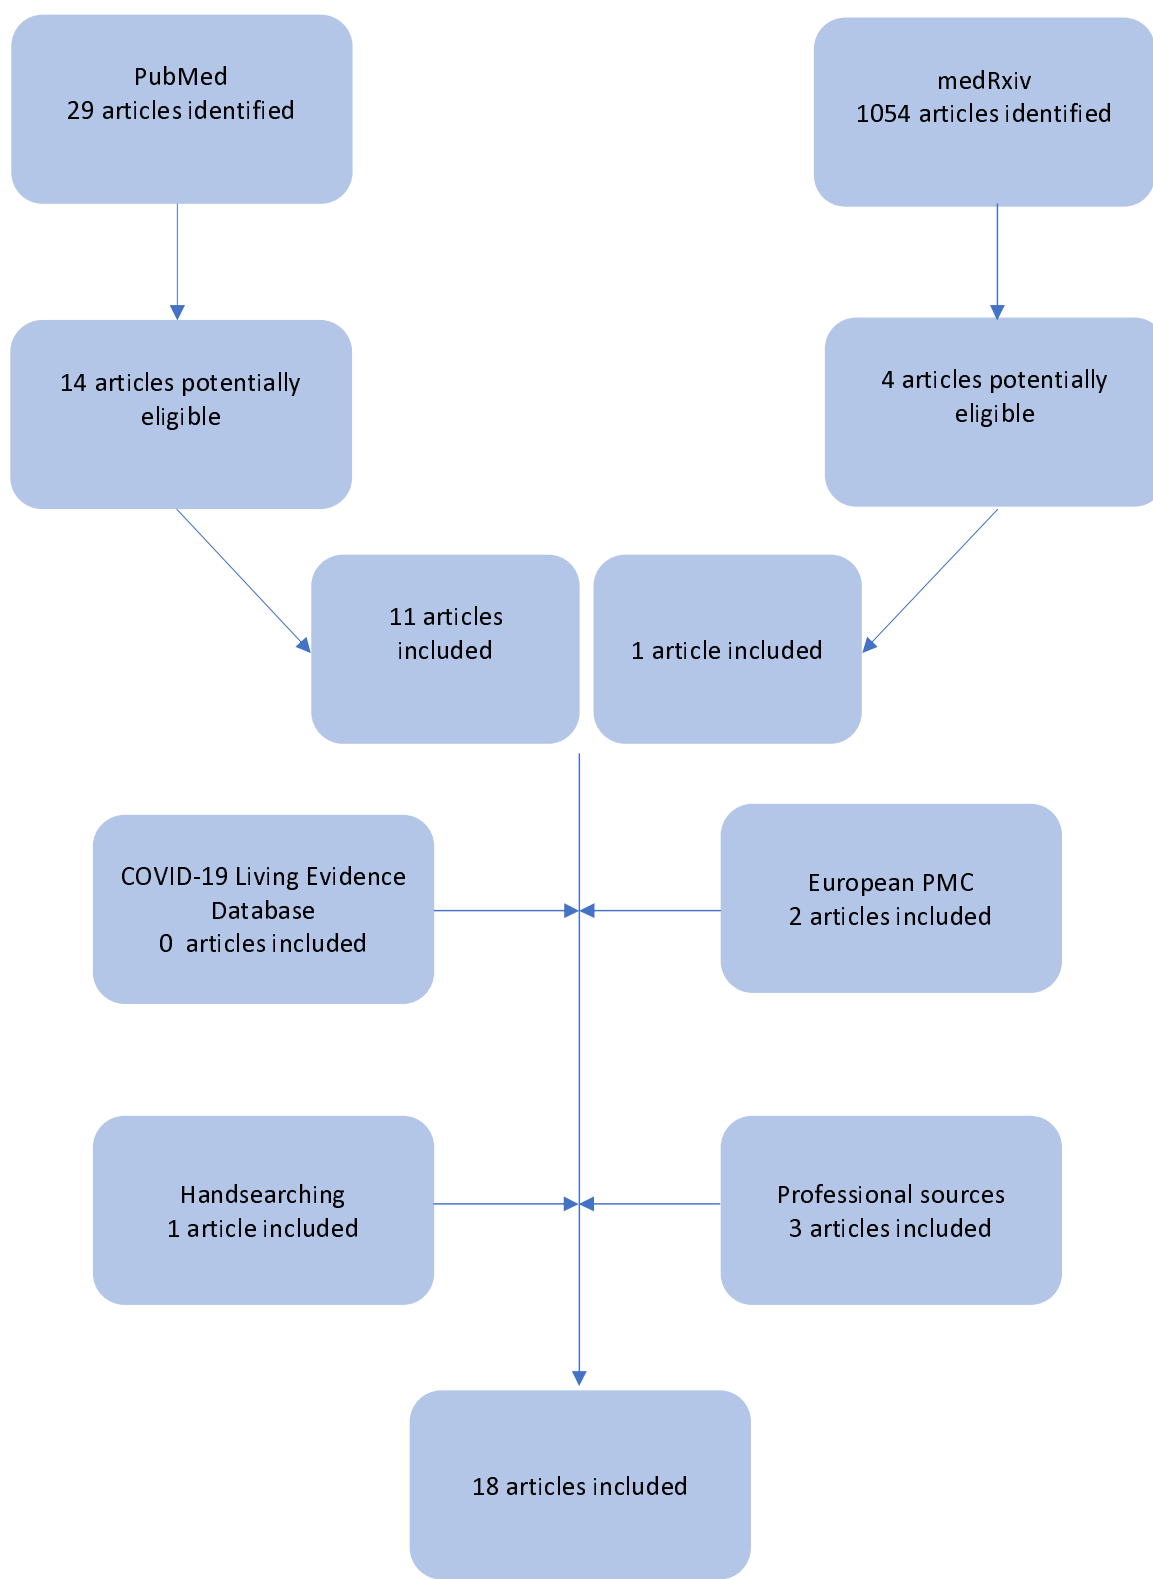 PubMed
29 articles identified
medRxiv
1054 articles identified
14 articles potentially
eligible
4 articles potentially
eligible
11 articles
included
1 article included
COVID-19 Living Evidence
Database
0  articles included
European PMC
2 articles included
Handsearching
1 article included
Professional sources
3 articles included
18 articles included